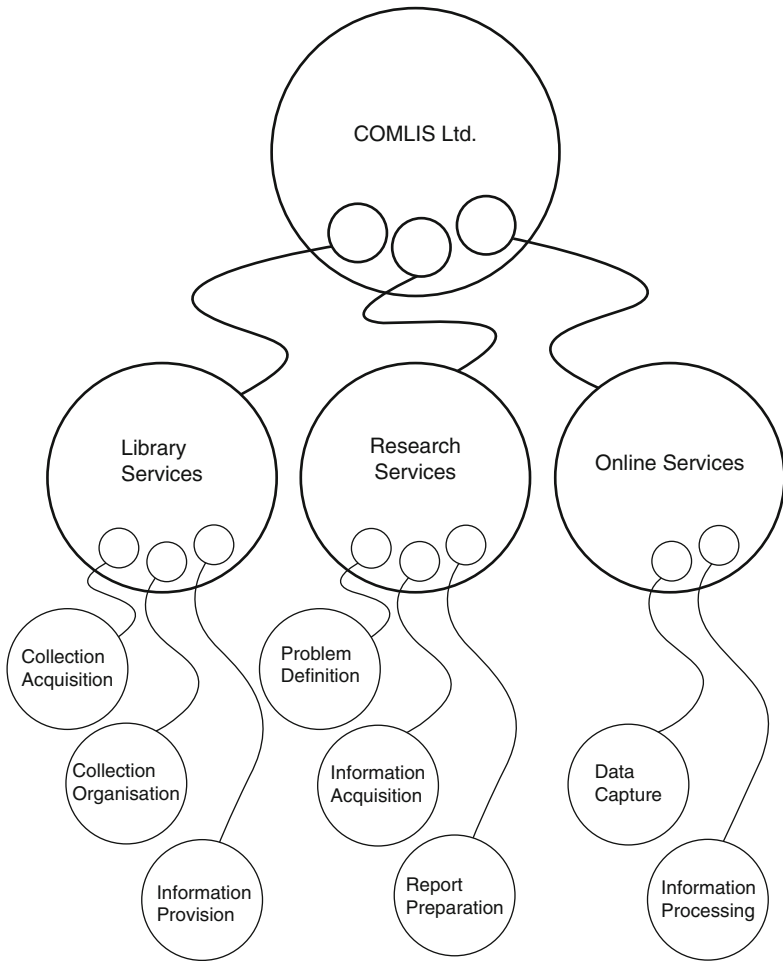 COMLIS Ltd.
Library
Services
Research
Services
Online Services
Collection
Acquisition
Collection
Organisation
Information
Provision
Problem
Definition
Information
Acquisition
Report
Preparation
Data
Capture
Information
Processing